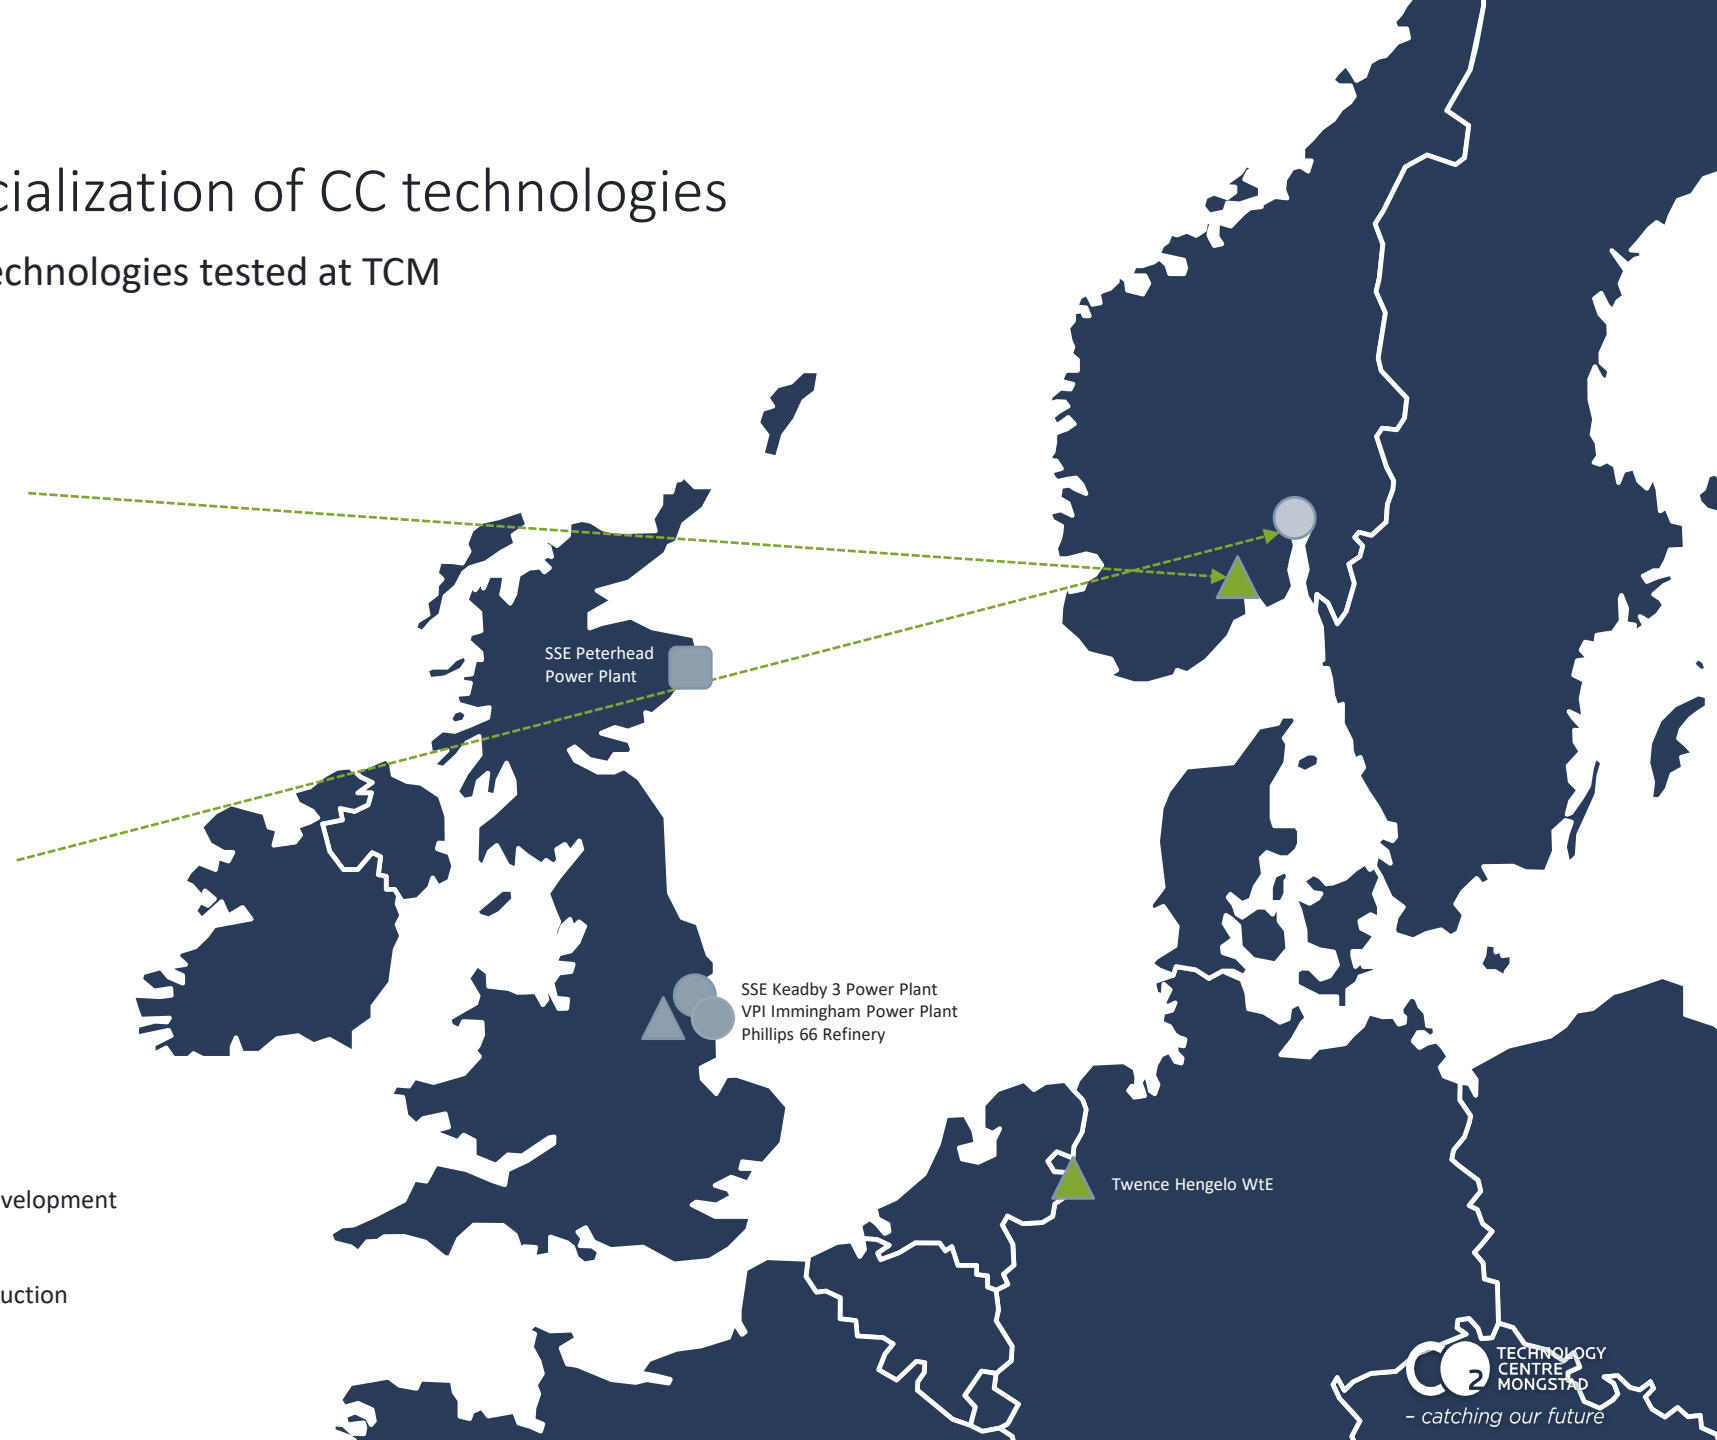 cialization of CC technologies
echnologies tested at TCM
SSE Peterhead
Power Plant
SSE Keadby 3 Power Plant
VPI Immingham Power Plant
Phillips 66 Refinery
Twence Hengelo WtE
velopment
uction
CO2 TECHNOLOGY
CENTRE
MONGSTAD
– catching our future